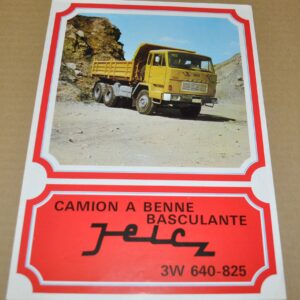 CAMION A BENNE
BASCULANTE
Jelcz
3W 640-825